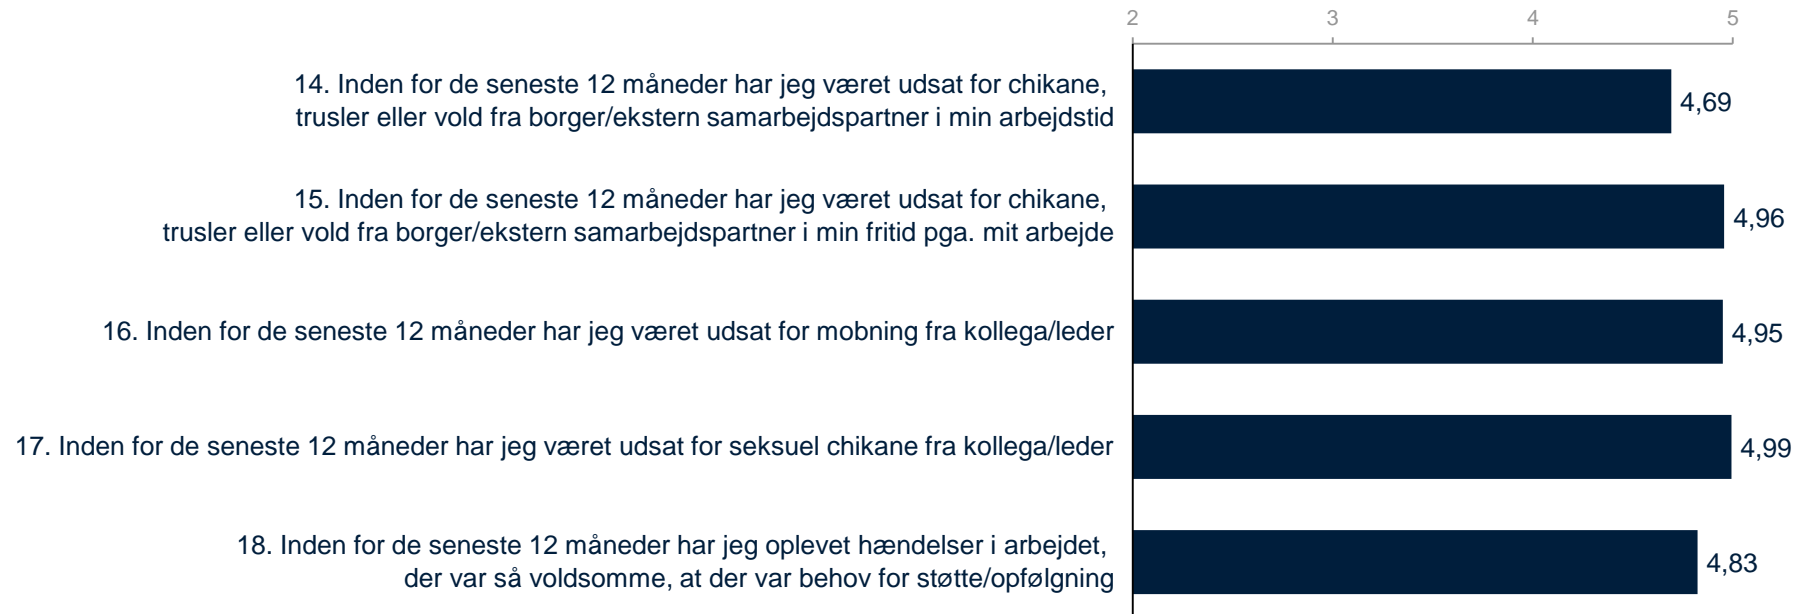 2 3 4 5
14. Inden for de seneste 12 måneder har jeg været udsat for chikane,
trusler eller vold fra borger/ekstern samarbejdspartner i min arbejdstid
4,69
15. Inden for de seneste 12 måneder har jeg været udsat for chikane,
trusler eller vold fra borger/ekstern samarbejdspartner i min fritid pga. mit arbejde
4,96
16. Inden for de seneste 12 måneder har jeg været udsat for mobning fra kollega/leder
4,95
17. Inden for de seneste 12 måneder har jeg været udsat for seksuel chikane fra kollega/leder
4,99
18. Inden for de seneste 12 måneder har jeg oplevet hændelser i arbejdet,
der var så voldsomme, at der var behov for støtte/opfølgning
4,83